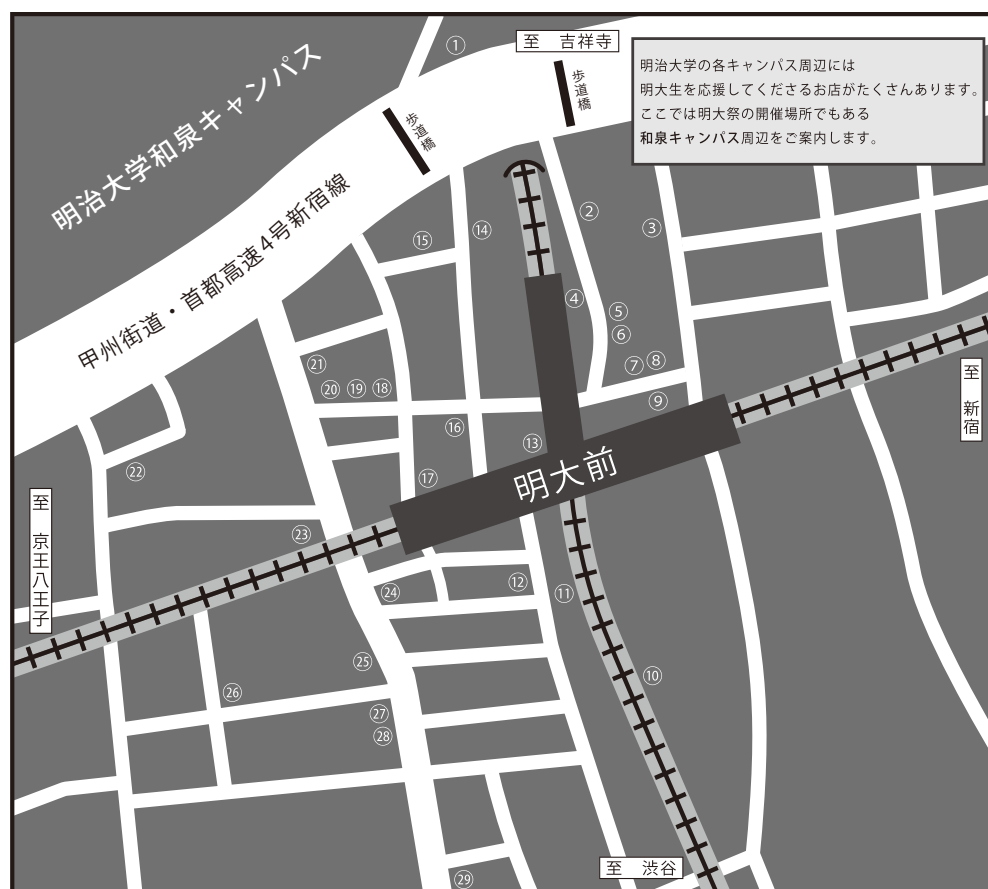 ①
至　吉祥寺
明治大学の各キャンパス周辺には
明大生を応援してくださるお店がたくさんあります。
ここでは明大祭の開催場所でもある
和泉キャンパス周辺をご案内します。
明治大学和泉キャンパス
歩道橋
歩道橋
甲州街道・首都高速4号新宿線
②
③
⑭
⑮
④
⑤
⑥
⑦
⑧
⑨
㉑
⑳
⑲
⑱
至　新宿
⑯
⑬
明大前
⑰
㉒
至　京王八王子
㉓
㉔
⑫
⑪
㉕
⑩
㉖
㉗
㉘
至　渋谷
㉙